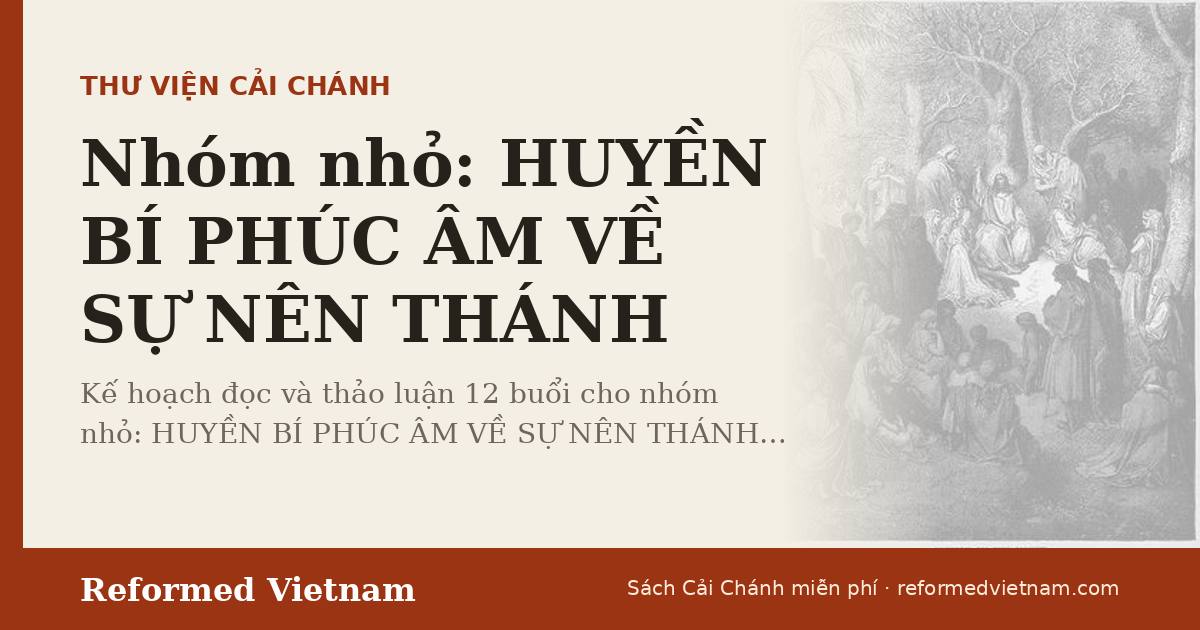 THƯ VIỆN CẢI CHÁNH
Nhóm nhỏ: HUYỀN
BÍ PHÚC ÂM VỀ
SỰ NÊN THÁNH
Kế hoạch đọc và thảo luận 12 buổi cho nhóm
nhỏ: HUYỀN BÍ PHÚC ÂM VỀ SỰ NÊN THÁNH...
Reformed Vietnam
Sách Cải Chánh miễn phí · reformedvietnam.com